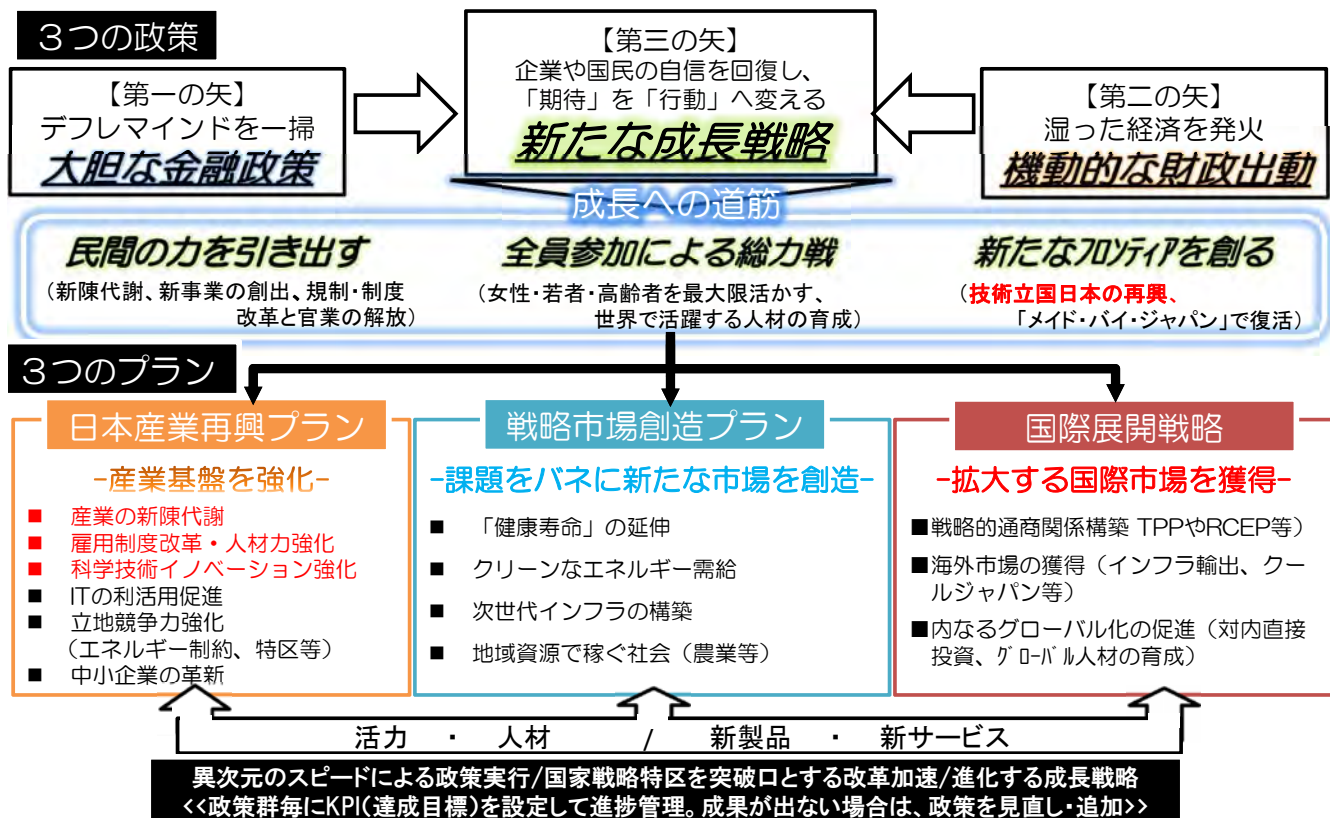 3つの政策
【第一の矢】
デフレマインドを一掃
大胆な金融政策
【第三の矢】
企業や国民の自信を回復し、
「期待」を「行動」へ変える
新たな成長戦略
【第二の矢】
湿った経済を発火
機動的な財政出動
成長への道筋
民間の力を引き出す
(新陳代謝、新事業の創出、規制・制度
改革と官業の解放)
全員参加による総力戦
(女性・若者・高齢者を最大限活かす、
世界で活躍する人材の育成)
新たなフロンティアを創る
(技術立国日本の再興、
「メイド・バイ・ジャパン」で復活)
3つのプラン
日本産業再興プラン
-産業基盤を強化-
■ 産業の新陳代謝
■ 雇用制度改革・人材力強化
■ 科学技術イノベーション強化
■ ITの利活用促進
■ 立地競争力強化
(エネルギー制約、特区等)
■ 中小企業の革新
戦略市場創造プラン
-課題をバネに新たな市場を創造-
■ 「健康寿命」の延伸
■ クリーンなエネルギー需給
■ 次世代インフラの構築
■ 地域資源で稼ぐ社会(農業等)
国際展開戦略
-拡大する国際市場を獲得-
■戦略的通商関係構築 TPPやRCEP等)
■海外市場の獲得(インフラ輸出、クー
ルジャパン等)
■内なるグローバル化の促進(対内直接
投資、グローバル人材の育成)
活力 ・ 人材 / 新製品 ・ 新サービス
異次元のスピードによる政策実行/国家戦略特区を突破口とする改革加速/進化する成長戦略
<<政策群毎にKPI(達成目標)を設定して進捗管理。成果が出ない場合は、政策を見直し・追加>>